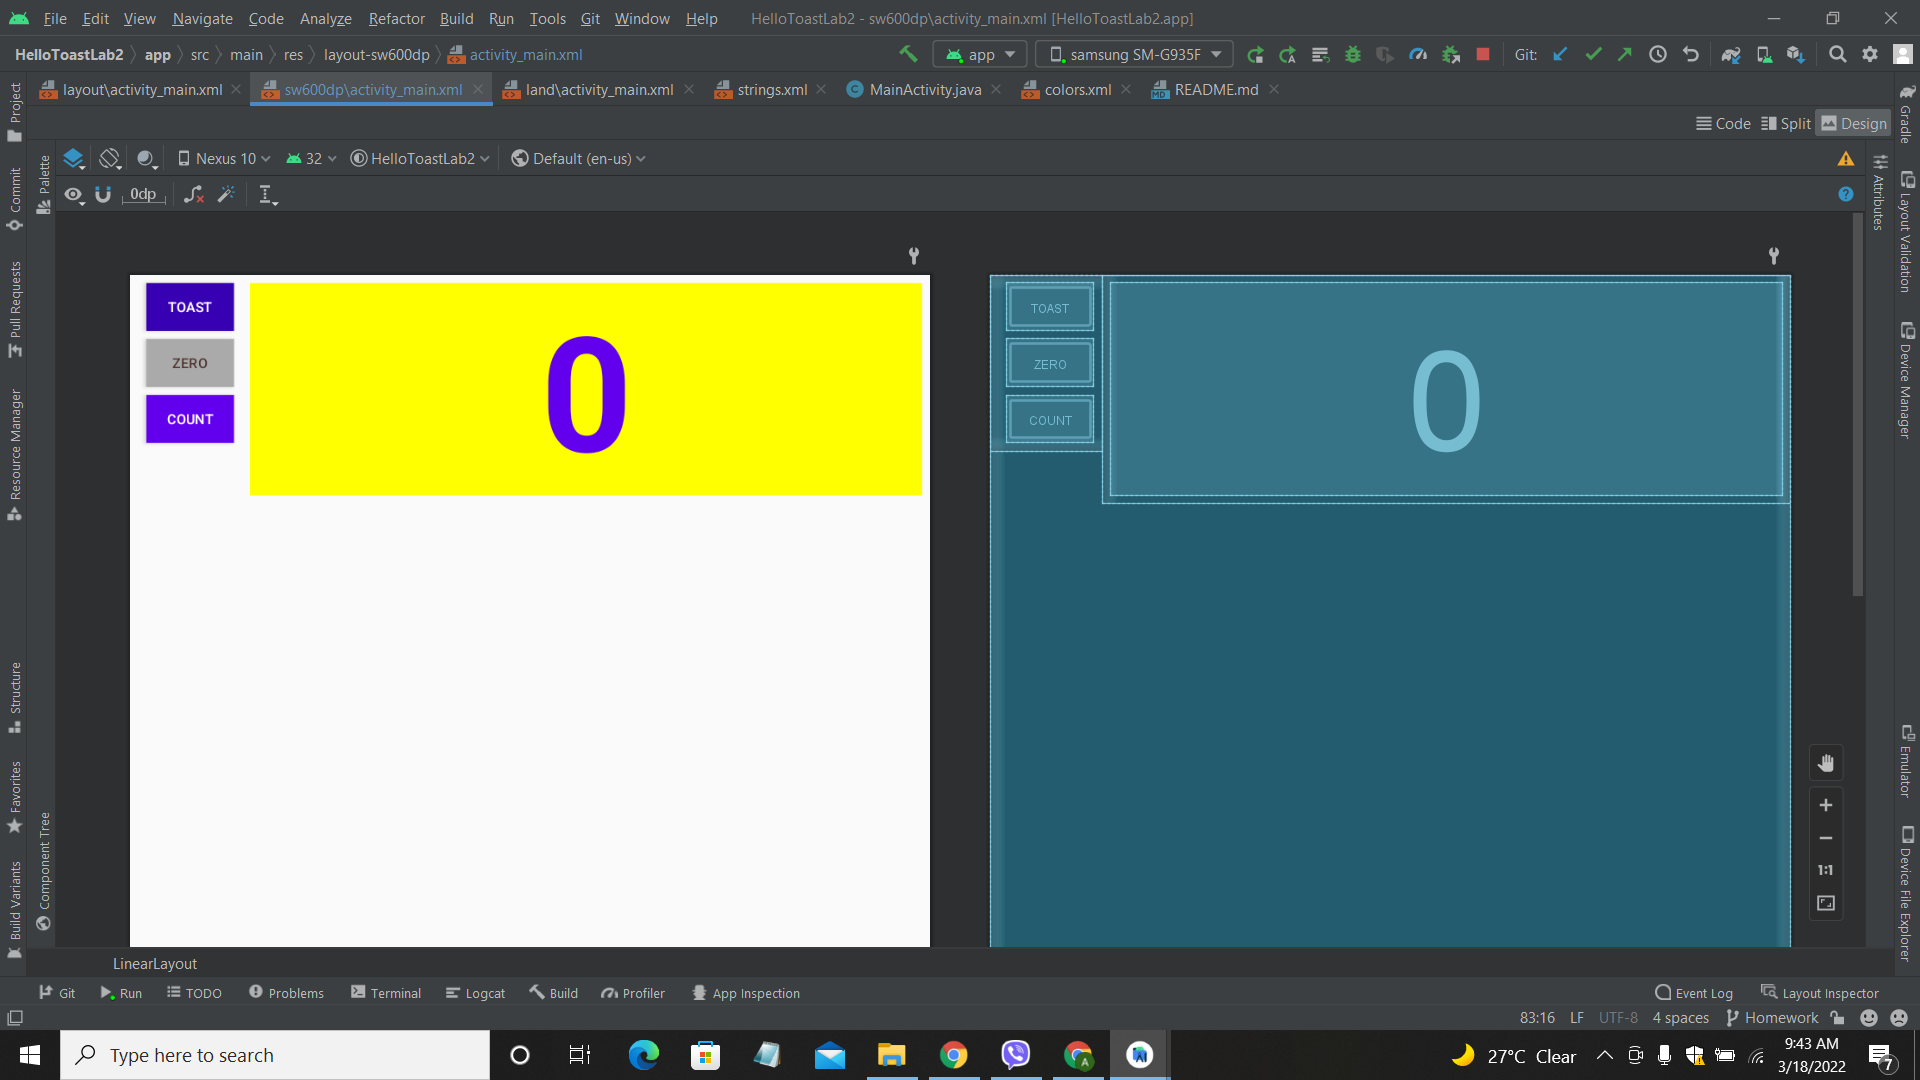 File Edit View Navigate Code Analyze Refactor Build Run Tools Git Window Help HelloToastLab2 - sw600dp\activity_main.xml [HelloToastLab2.app]
HelloToastLab2 app src main res layout-sw600dp activity_main.xml app samsung SM-G935F Git:
layout\activity_main.xml sw600dp\activity_main.xml land\activity_main.xml strings.xml MainActivity.java colors.xml README.md
Code Split Design
Nexus 10 32 HelloToastLab2 Default (en-us)
0dp
Project
Commit
Pull Requests
Resource Manager
Structure
Favorites
Build Variants
Palette
Component Tree
TOAST
ZERO
COUNT
0
TOAST
ZERO
COUNT
0
1:1
Attributes
Gradle
Layout Validation
Device Manager
Emulator
Device File Explorer
LinearLayout
Git Run TODO Problems Terminal Logcat Build Profiler App Inspection Event Log Layout Inspector
83:16 LF UTF-8 4 spaces Homework
Type here to search
27°C Clear
9:43 AM
3/18/2022
7